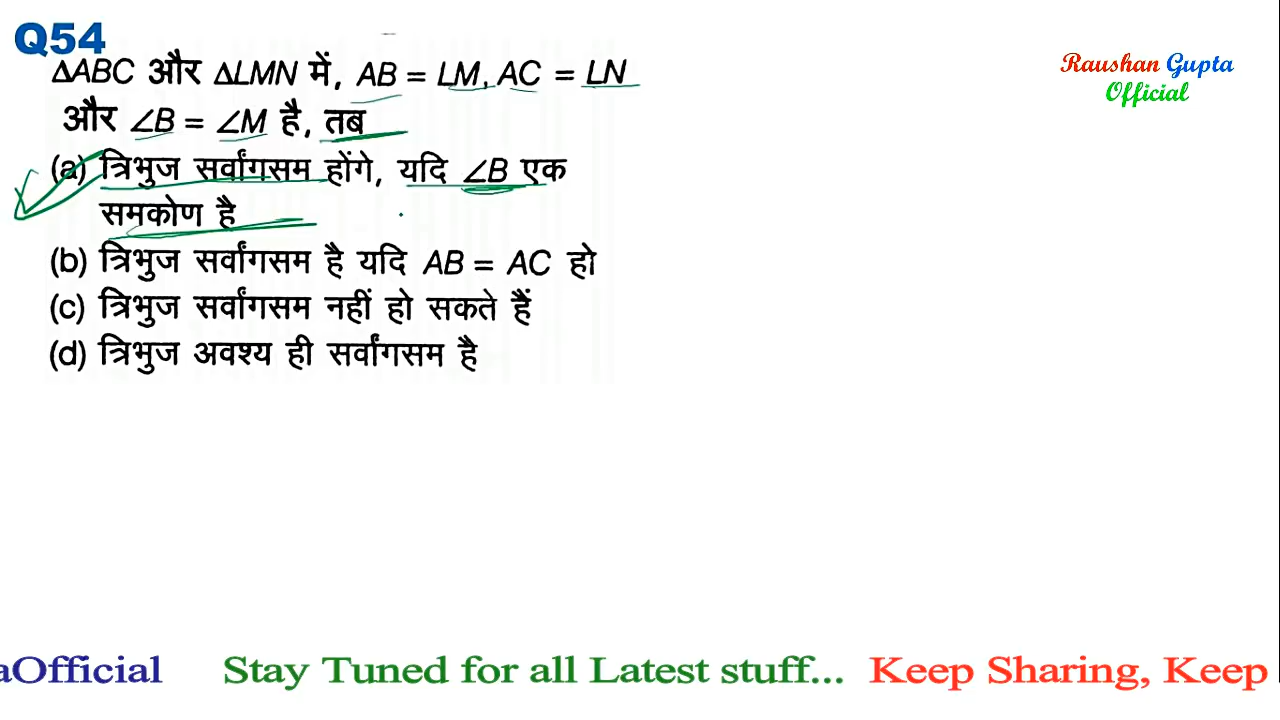 Q54
ΔABC और ΔLMN में, AB = LM, AC = LN
और ∠B = ∠M है, तब
(a) त्रिभुज सर्वांगसम होंगे, यदि ∠B एक
समकोण है
(b) त्रिभुज सर्वांगसम है यदि AB = AC हो
(c) त्रिभुज सर्वांगसम नहीं हो सकते हैं
(d) त्रिभुज अवश्य ही सर्वांगसम है
Raushan Gupta
Official
aOfficial Stay Tuned for all Latest stuff... Keep Sharing, Keep